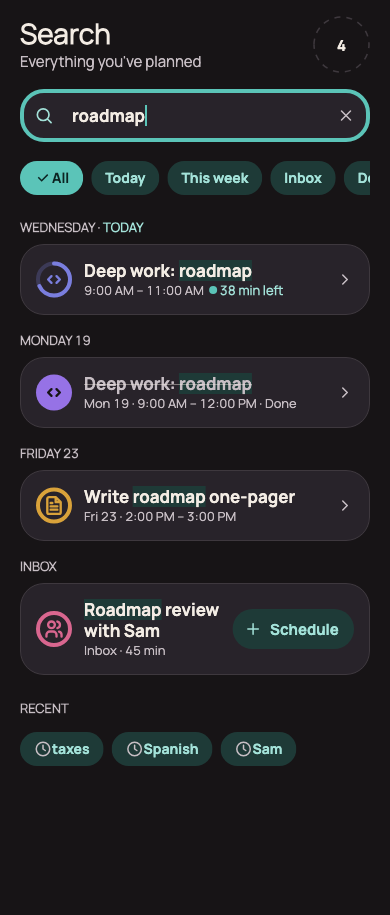 Search
Everything you've planned
4
roadmap
All
Today
This week
Inbox
WEDNESDAY · TODAY
Deep work: roadmap
9:00 AM – 11:00 AM 38 min left
MONDAY 19
Deep work: roadmap
Mon 19 · 9:00 AM – 12:00 PM · Done
FRIDAY 23
Write roadmap one-pager
Fri 23 · 2:00 PM – 3:00 PM
INBOX
Roadmap review
with Sam
Inbox · 45 min
Schedule
RECENT
taxes
Spanish
Sam